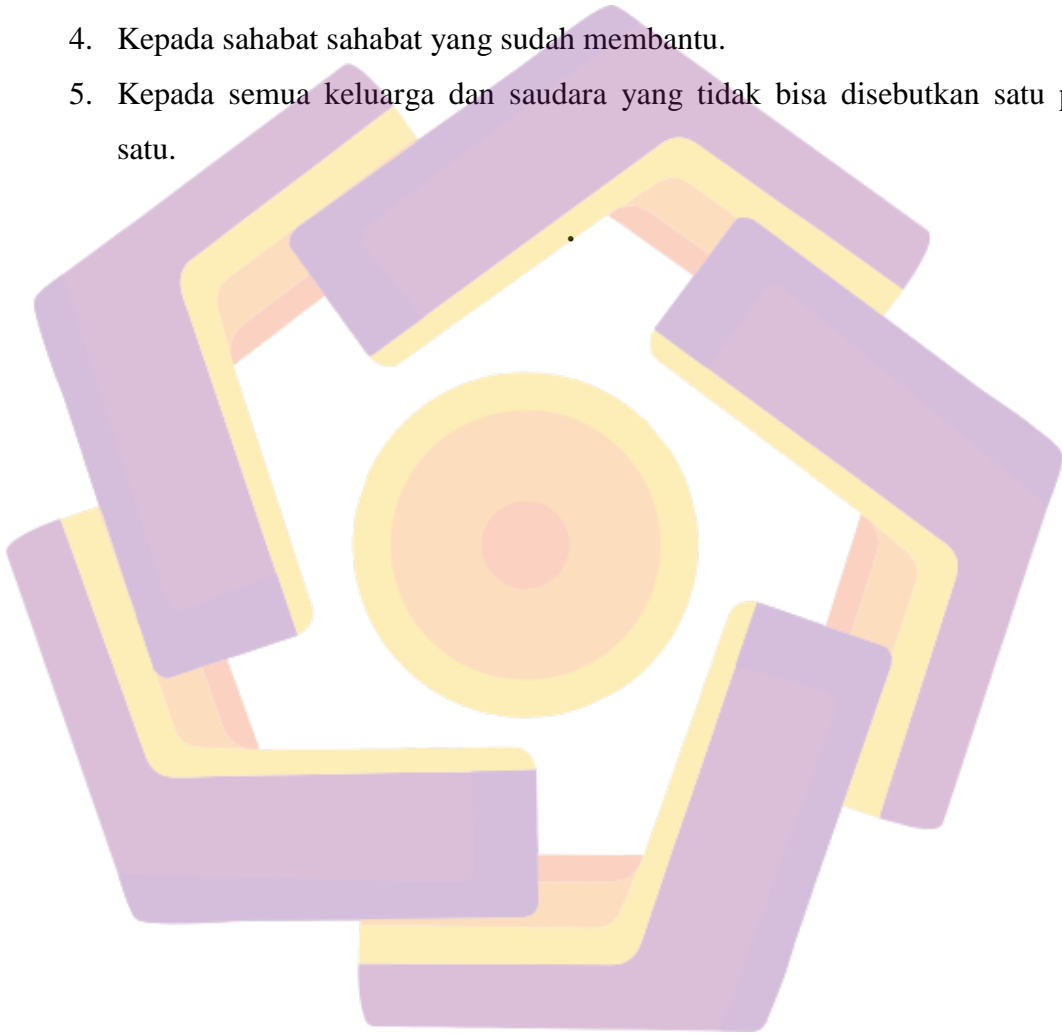 4. Kepada sahabat sahabat yang sudah membantu.
5. Kepada semua keluarga dan saudara yang tidak bisa disebutkan satu
satu.
.